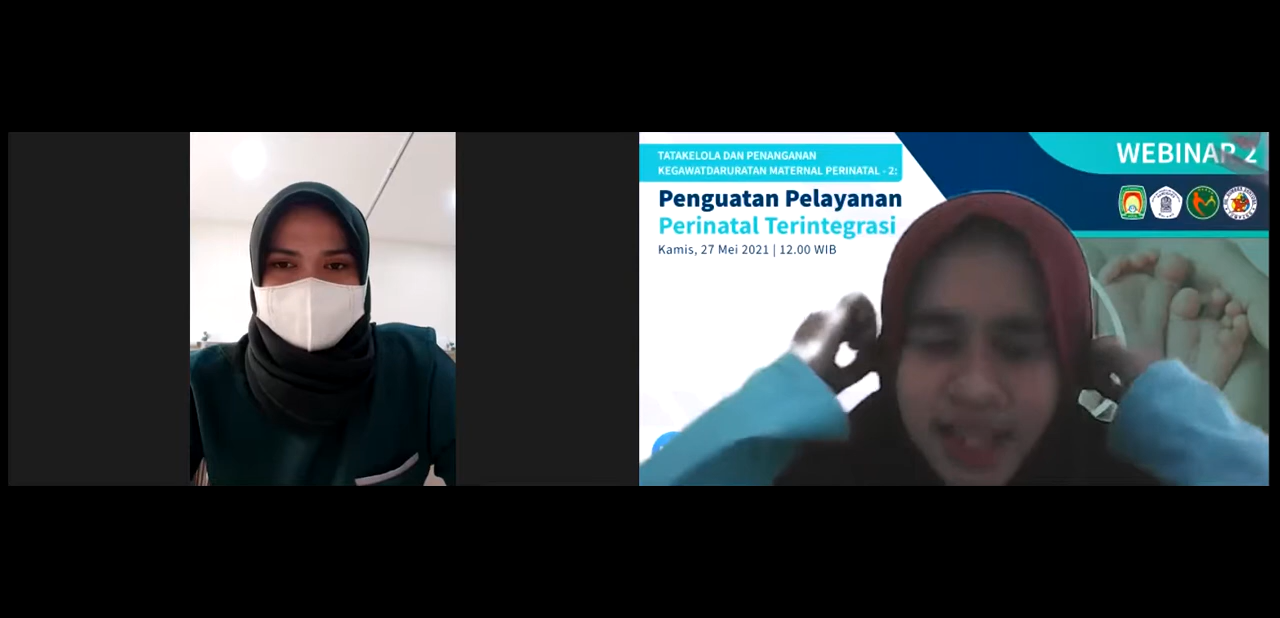 TATAKELOLA DAN PENANGANAN
KEGAWATDARURATAN MATERNAL PERINATAL - 2:
Penguatan Pelayanan
Perinatal Terintegrasi
Kamis, 27 Mei 2021 | 12.00 WIB
WEBINAR 2